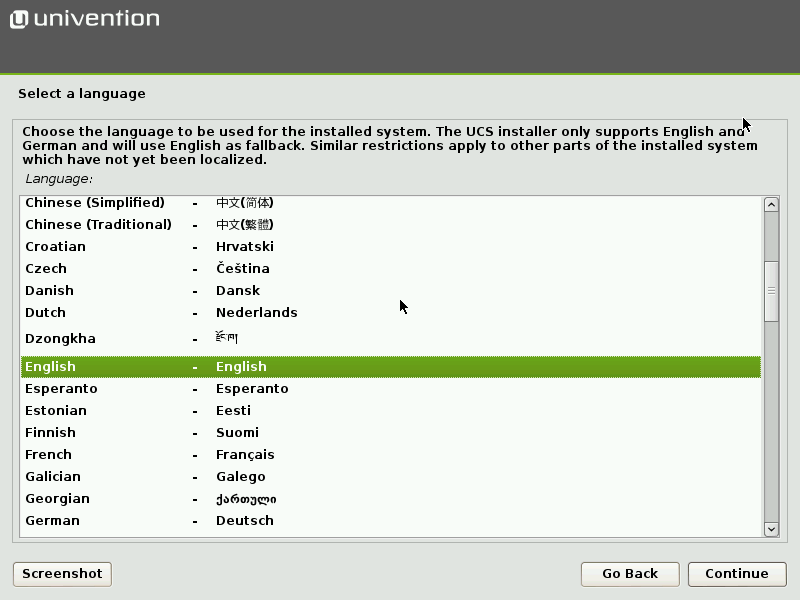 univention
Select a language
Choose the language to be used for the installed system. The UCS installer only supports English and
German and will use English as fallback. Similar restrictions apply to other parts of the installed system
which have not yet been localized.
Language:
Chinese (Simplified) - 中文(简体)
Chinese (Traditional) - 中文(繁體)
Croatian - Hrvatski
Czech - Čeština
Danish - Dansk
Dutch - Nederlands
Dzongkha - རྫོང་ཁ།
English - English
Esperanto - Esperanto
Estonian - Eesti
Finnish - Suomi
French - Français
Galician - Galego
Georgian - ქართული
German - Deutsch
Screenshot Go Back Continue